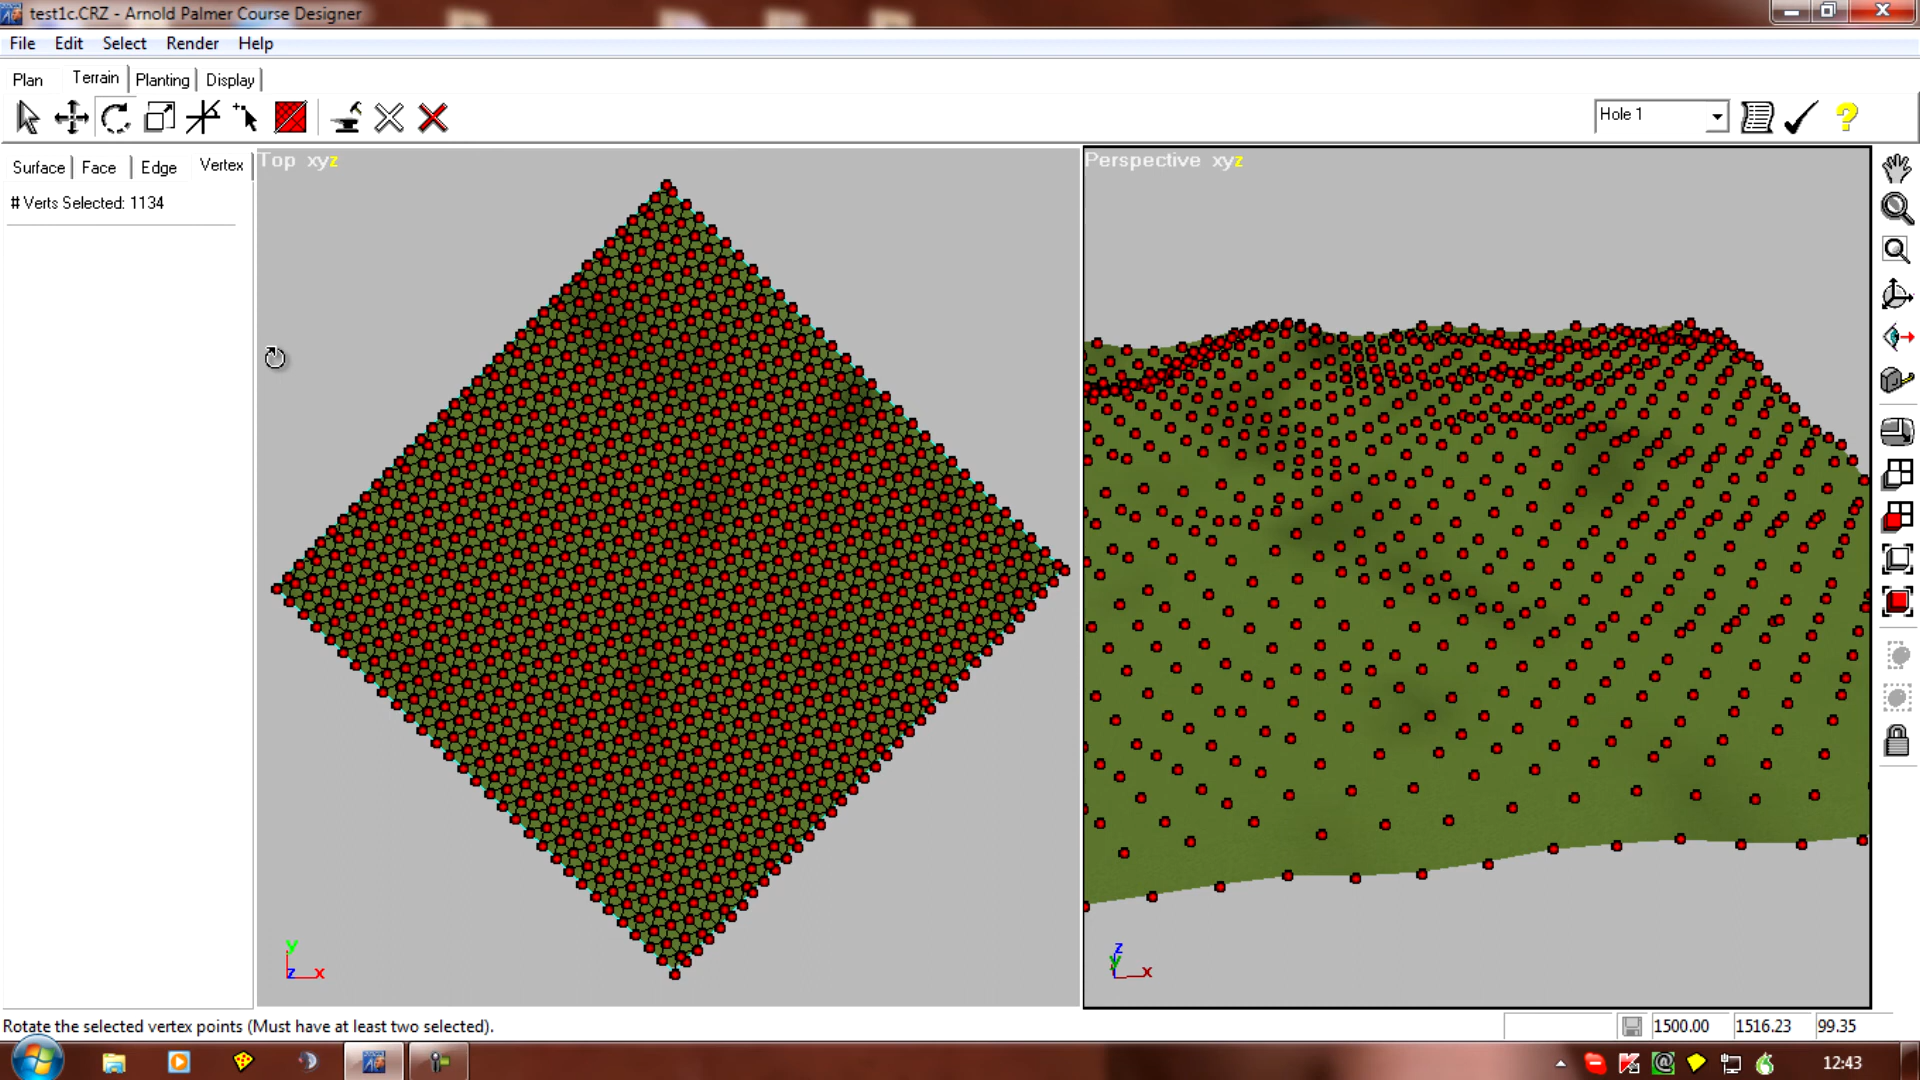 test1c.CRZ - Arnold Palmer Course Designer
File Edit Select Render Help
Plan Terrain Planting Display
Hole 1
Surface Face Edge Vertex
# Verts Selected: 1134
Top xyz
Perspective xyz
y
z x
z
y x
Rotate the selected vertex points (Must have at least two selected).
1500.00 1516.23 99.35
12:43